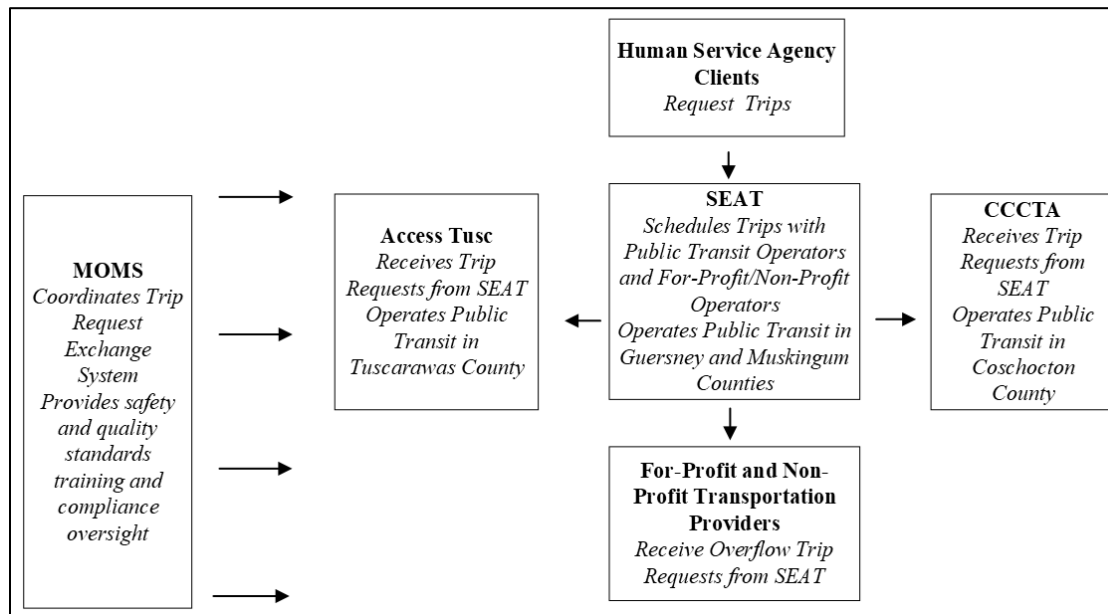 Human Service Agency
Clients
Request Trips
MOMS
Coordinates Trip
Request
Exchange
System
Provides safety
and quality
standards
training and
compliance
oversight
Access Tusc
Receives Trip
Requests from SEAT
Operates Public
Transit in
Tuscarawas County
SEAT
Schedules Trips with
Public Transit Operators
and For-Profit/Non-Profit
Operators
Operates Public Transit in
Guersney and Muskingum
Counties
CCCTA
Receives Trip
Requests from
SEAT
Operates Public
Transit in
Coschocton
County
For-Profit and Non-
Profit Transportation
Providers
Receive Overflow Trip
Requests from SEAT